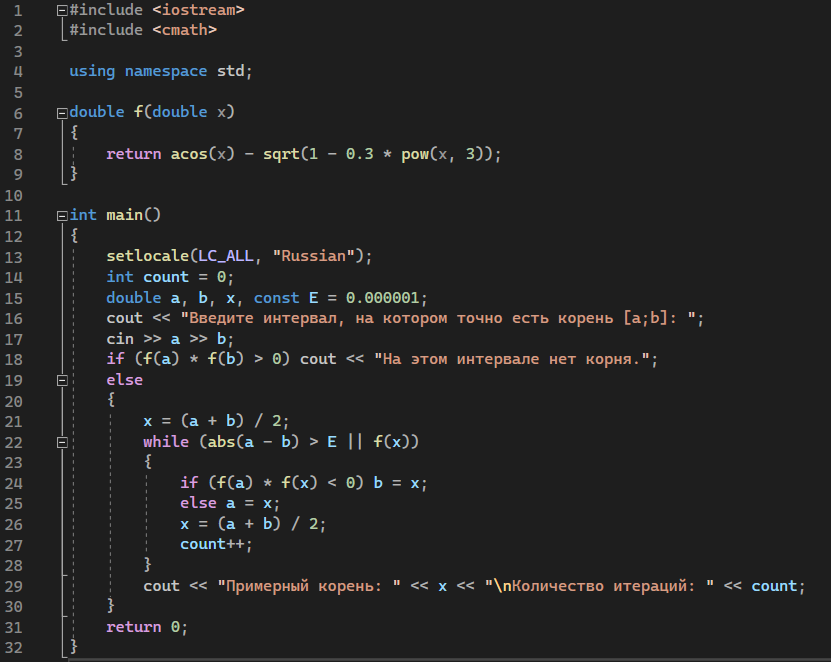 1 #include <iostream>
2 #include <cmath>
3
4 using namespace std;
5
6 double f(double x)
7 {
8 return acos(x) - sqrt(1 - 0.3 * pow(x, 3));
9 }
10
11 int main()
12 {
13 setlocale(LC_ALL, "Russian");
14 int count = 0;
15 double a, b, x, const E = 0.000001;
16 cout << "Введите интервал, на котором точно есть корень [a;b]: ";
17 cin >> a >> b;
18 if (f(a) * f(b) > 0) cout << "На этом интервале нет корня.";
19 else
20 {
21 x = (a + b) / 2;
22 while (abs(a - b) > E || f(x))
23 {
24 if (f(a) * f(x) < 0) b = x;
25 else a = x;
26 x = (a + b) / 2;
27 count++;
28 }
29 cout << "Примерный корень: " << x << "\nКоличество итераций: " << count;
30 }
31 return 0;
32 }